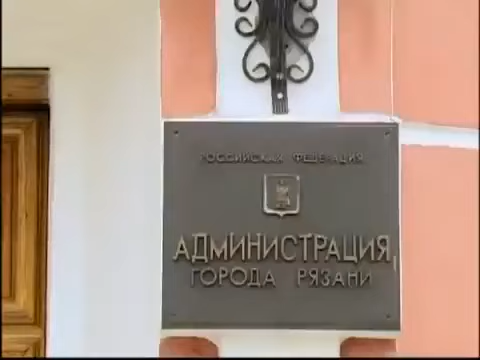 РОССИЙСКАЯ ФЕДЕРАЦИЯ
АДМИНИСТРАЦИЯ
ГОРОДА РЯЗАНИ